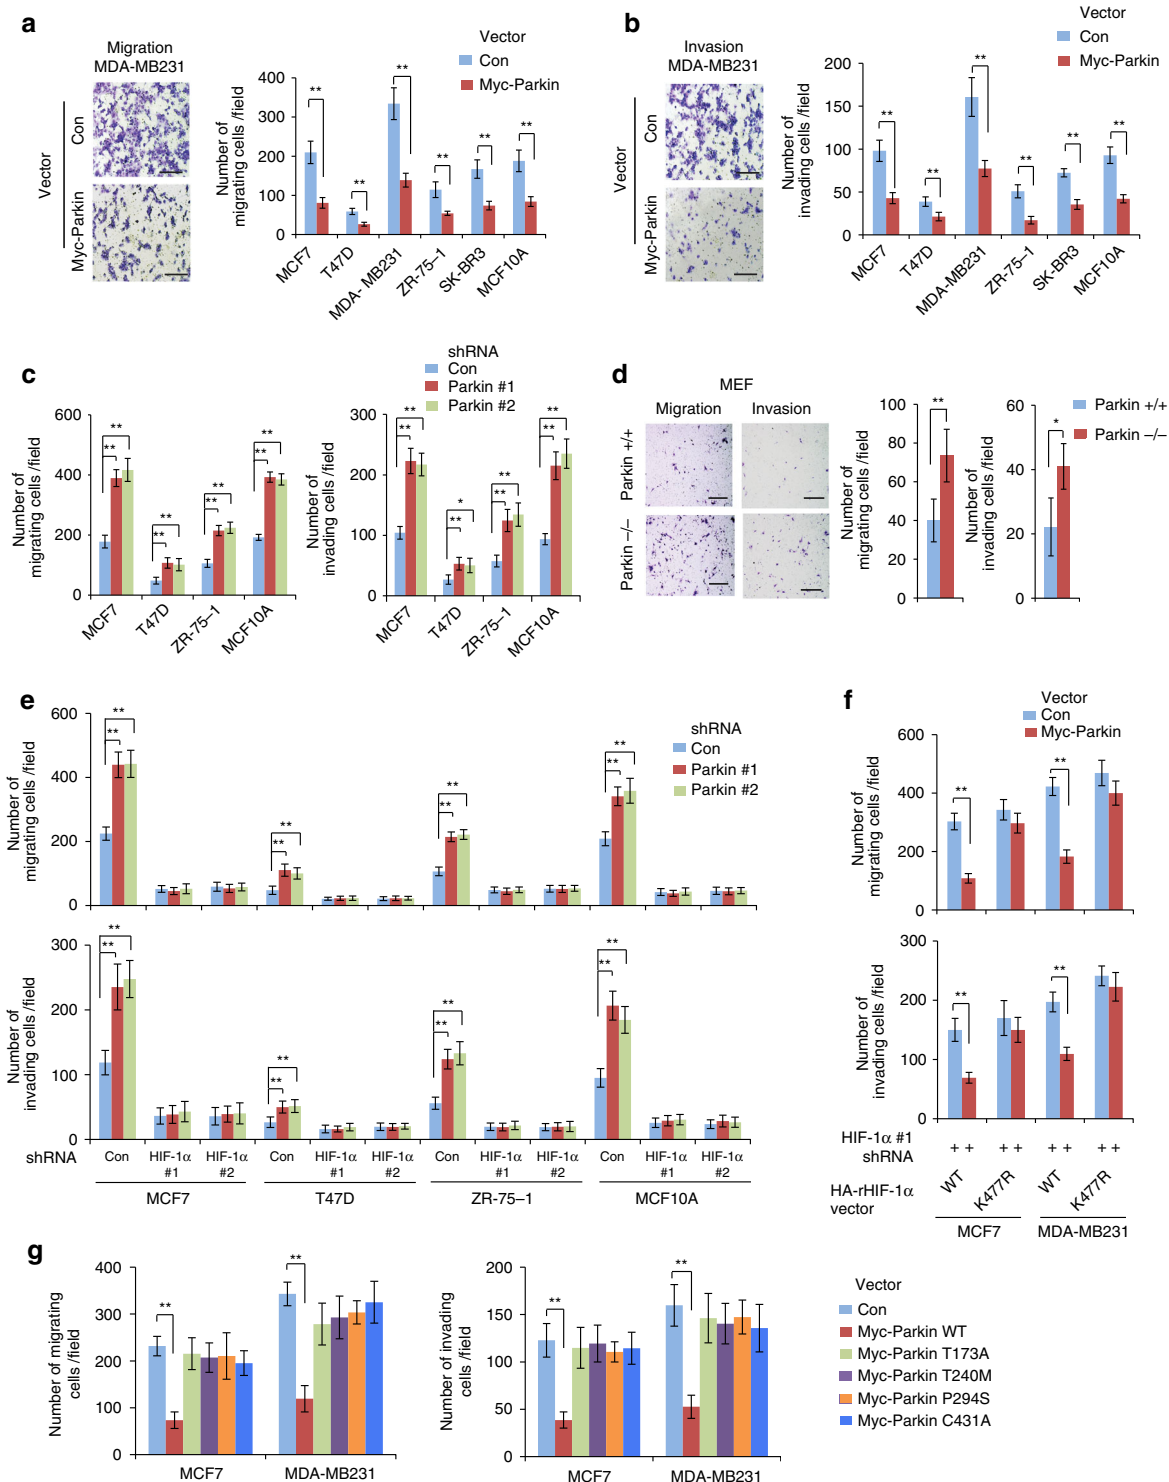 a
Migration
MDA-MB231
Vector
Con
Myc-Parkin
Vector
Con
Myc-Parkin
Number of
migrating cells /field
400
300
200
100
0
** ** ** ** ** **
MCF7
T47D
MDA- MB231
ZR-75–1
SK-BR3
MCF10A
b
Invasion
MDA-MB231
Vector
Con
Myc-Parkin
Vector
Con
Myc-Parkin
Number of
invading cells /field
200
150
100
50
0
** ** ** ** ** **
MCF7
T47D
MDA-MB231
ZR-75–1
SK-BR3
MCF10A
c
shRNA
Con
Parkin #1
Parkin #2
Number of
migrating cells /field
600
400
200
0
** ** ** ** ** ** ** **
MCF7
T47D
ZR-75–1
MCF10A
Number of
invading cells /field
300
200
100
0
** ** * ** ** ** ** **
MCF7
T47D
ZR-75–1
MCF10A
d
MEF
Migration
Invasion
Parkin +/+
Parkin –/–
Number of
migrating cells /field
100
80
60
40
20
0
**
Number of
invading cells /field
60
40
20
0
*
Parkin +/+
Parkin –/–
e
shRNA
Con
Parkin #1
Parkin #2
Number of
migrating cells /field
600
400
200
0
** ** ** ** ** ** ** **
Number of
invading cells /field
300
200
100
0
** ** ** ** ** ** ** **
shRNA
Con
HIF-1α
#1
HIF-1α
#2
Con
HIF-1α
#1
HIF-1α
#2
Con
HIF-1α
#1
HIF-1α
#2
Con
HIF-1α
#1
HIF-1α
#2
MCF7
T47D
ZR-75–1
MCF10A
f
Vector
Con
Myc-Parkin
Number of
migrating cells /field
600
400
200
0
** **
Number of
invading cells /field
300
200
100
0
** **
HIF-1α #1
shRNA
+ + + + + + + +
HA-rHIF-1α
vector
WT
K477R
WT
K477R
MCF7
MDA-MB231
g
Number of migrating
cells /field
400
300
200
100
0
** **
MCF7
MDA-MB231
Number of invading
cells /field
200
150
100
50
0
** **
MCF7
MDA-MB231
Vector
Con
Myc-Parkin WT
Myc-Parkin T173A
Myc-Parkin T240M
Myc-Parkin P294S
Myc-Parkin C431A